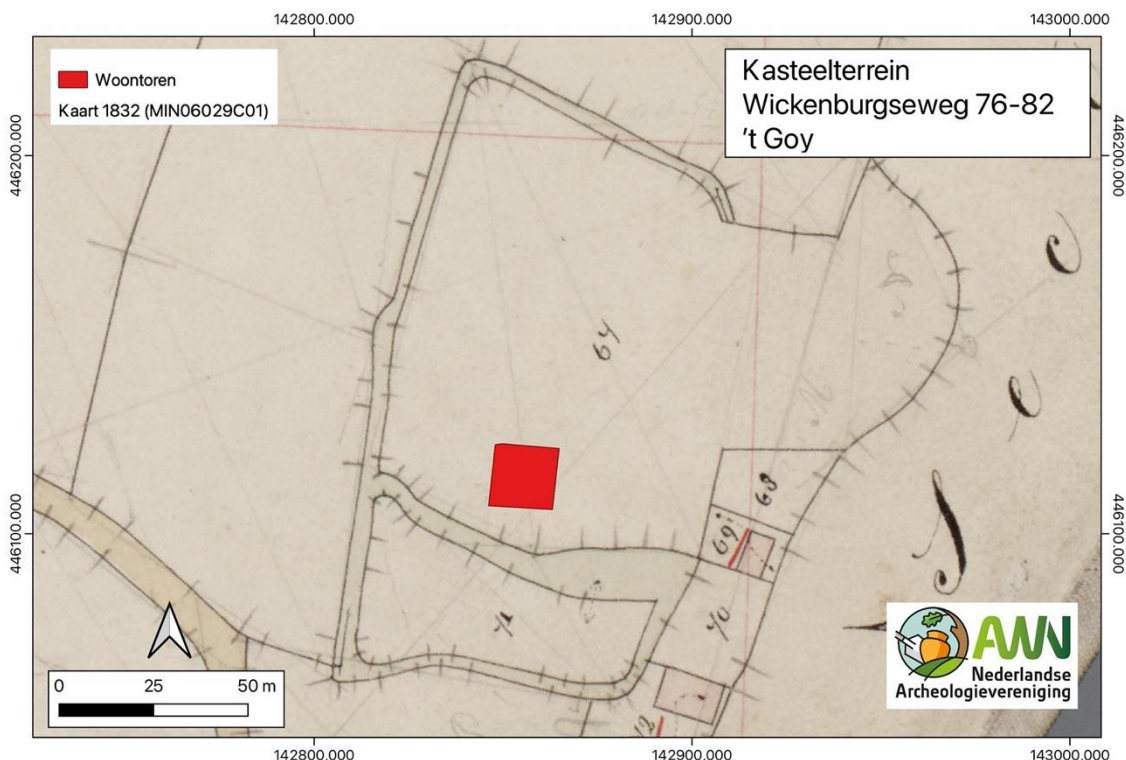 142800.000
142900.000
143000.000
Woontoren
Kaart 1832 (MIN06029C01)
Kasteelterrein
Wickenburgseweg 76-82
't Goy
446200.000
446200.000
64
68
69
446100.000
446100.000
70
71
0 25 50 m
AWN
Nederlandse
Archeologievereniging
142800.000
142900.000
143000.000